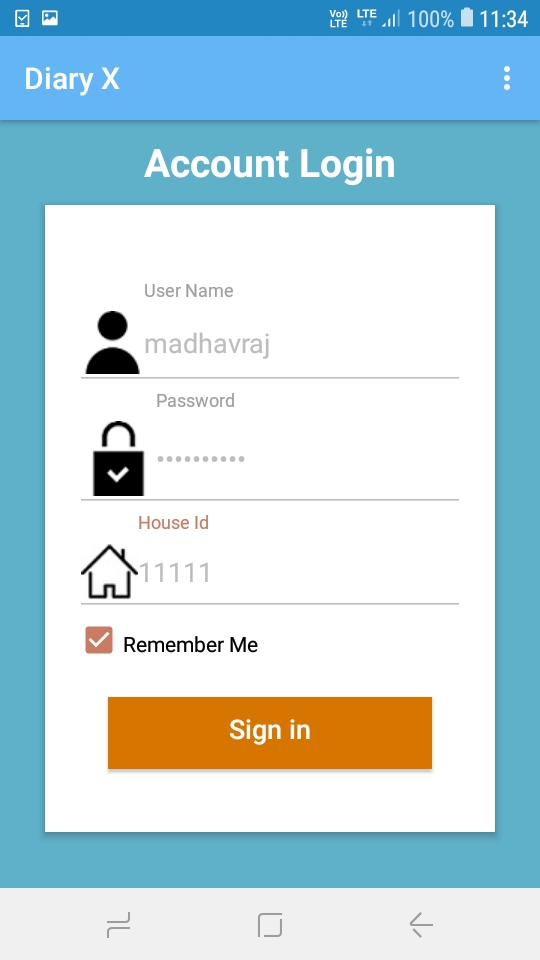 Vo))
LTE
LTE
100%
11:34
Diary X
Account Login
User Name
madhavraj
Password
••••••••••
House Id
11111
Remember Me
Sign in